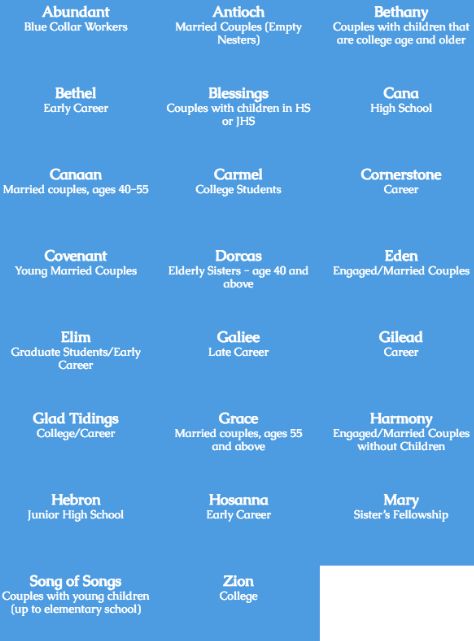 Abundant
Blue Collar Workers
Antioch
Married Couples (Empty
Nesters)
Bethany
Couples with children that
are college age and older
Bethel
Early Career
Blessings
Couples with children in HS
or JHS
Cana
High School
Canaan
Married couples, ages 40-55
Carmel
College Students
Cornerstone
Career
Covenant
Young Married Couples
Dorcas
Elderly Sisters - age 40 and
above
Eden
Engaged/Married Couples
Elim
Graduate Students/Early
Career
Galiee
Late Career
Gilead
Career
Glad Tidings
College/Career
Grace
Married couples, ages 55
and above
Harmony
Engaged/Married Couples
without Children
Hebron
Junior High School
Hosanna
Early Career
Mary
Sister's Fellowship
Song of Songs
Couples with young children
(up to elementary school)
Zion
College